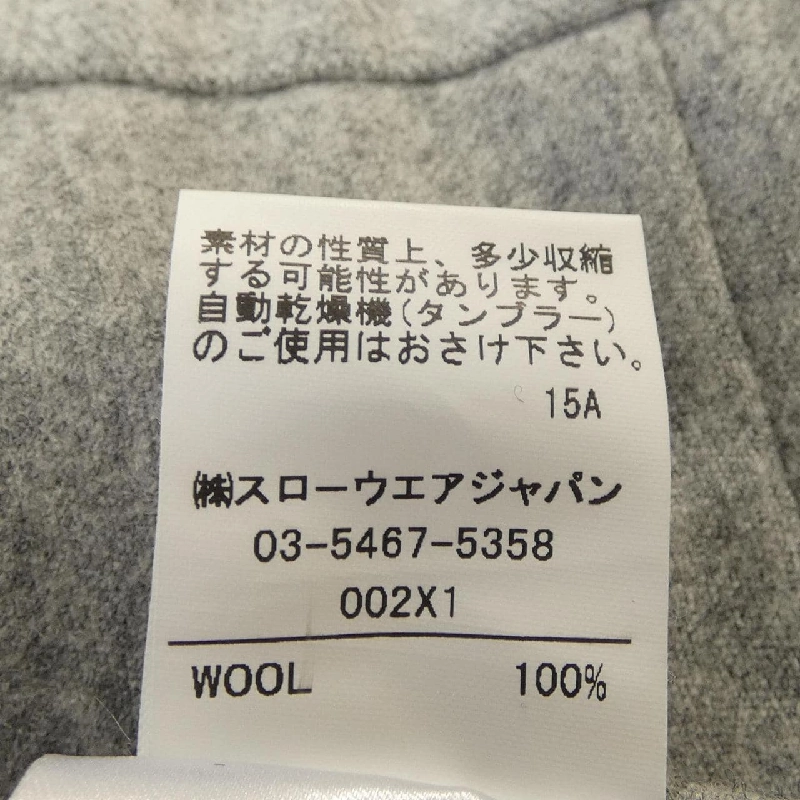 素材の性質上、多少収縮
する可能性があります。
自動乾燥機(タンブラー)
のご使用はおさけ下さい。
15A
㈱スローウエアジャパン
03-5467-5358
002X1
WOOL 100%